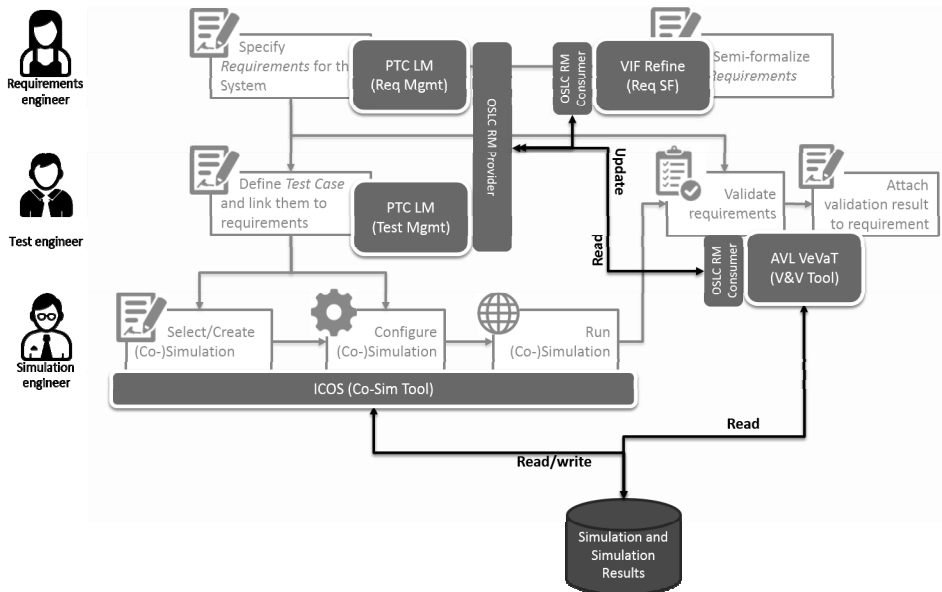 Requirements
engineer
Specify
Requirements for th
System
PTC LM
(Req Mgmt)
OSLC RM Provider
OSLC RM
Consumer
VIF Refine
(Req SF)
Semi-formalize
Requirements
Test engineer
Define Test Case
and link them to
requirements
PTC LM
(Test Mgmt)
Update
Read
Validate
requirements
Attach
validation result
to requirement
OSLC RM
Consumer
AVL VeVaT
(V&V Tool)
Simulation
engineer
Select/Create
(Co-)Simulation
Configure
(Co-)Simulation
Run
(Co-)Simulation
ICOS (Co-Sim Tool)
Read
Read/write
Simulation and
Simulation
Results